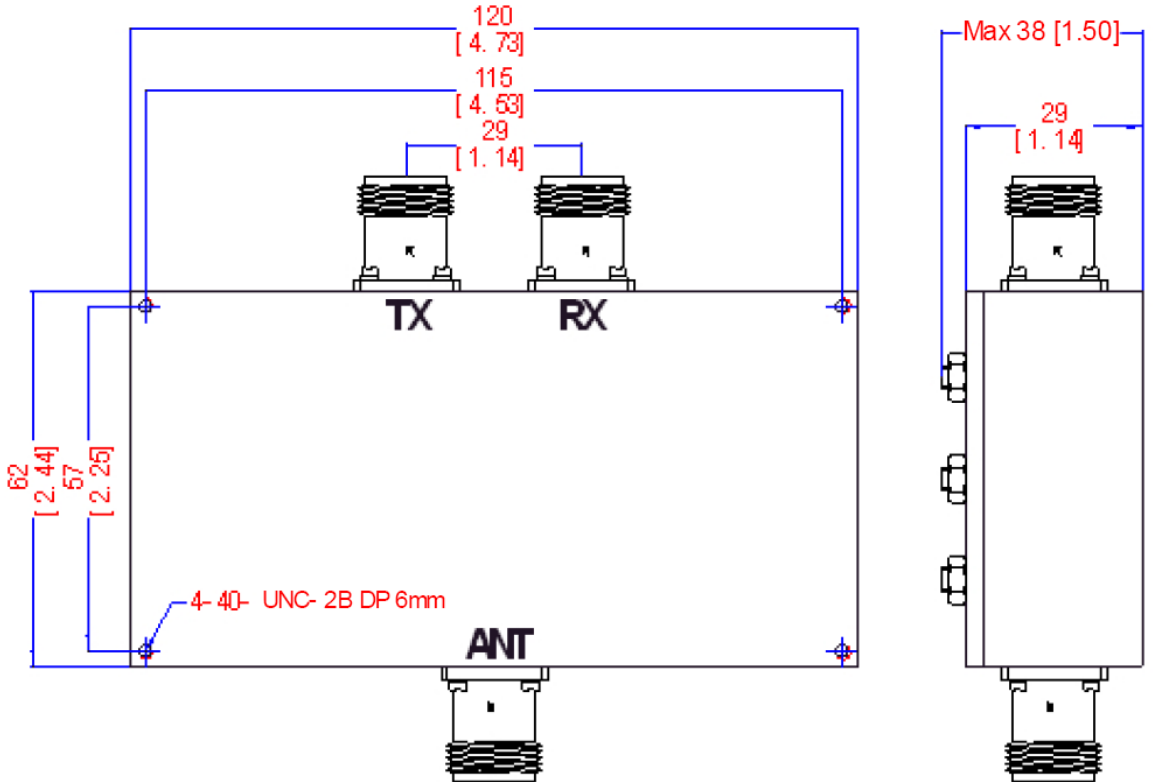 120
[ 4. 73]
Max 38 [1.50]
115
[ 4. 53]
29
[ 1. 14]
29
[ 1. 14]
TX
RX
62
[ 2. 44]
57
[ 2. 25]
4- 40- UNC- 2B DP 6mm
ANT